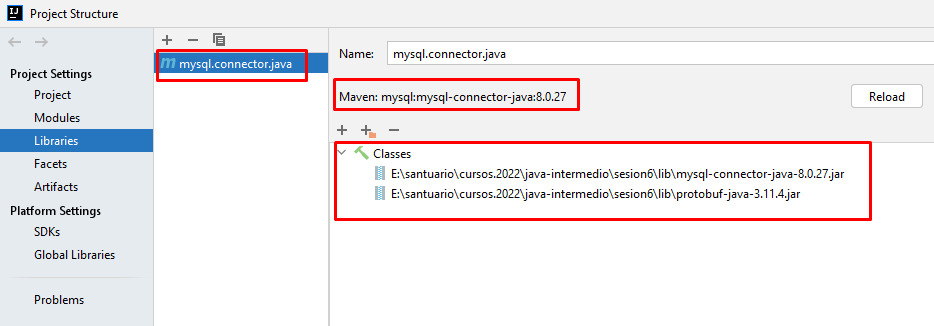 IJ Project Structure
Project Settings
Project
Modules
Libraries
Facets
Artifacts
Platform Settings
SDKs
Global Libraries
Problems
m mysql.connector.java
Name: mysql.connector.java
Maven: mysql:mysql-connector-java:8.0.27
Reload
Classes
E:\santuario\cursos.2022\java-intermedio\sesion6\lib\mysql-connector-java-8.0.27.jar
E:\santuario\cursos.2022\java-intermedio\sesion6\lib\protobuf-java-3.11.4.jar